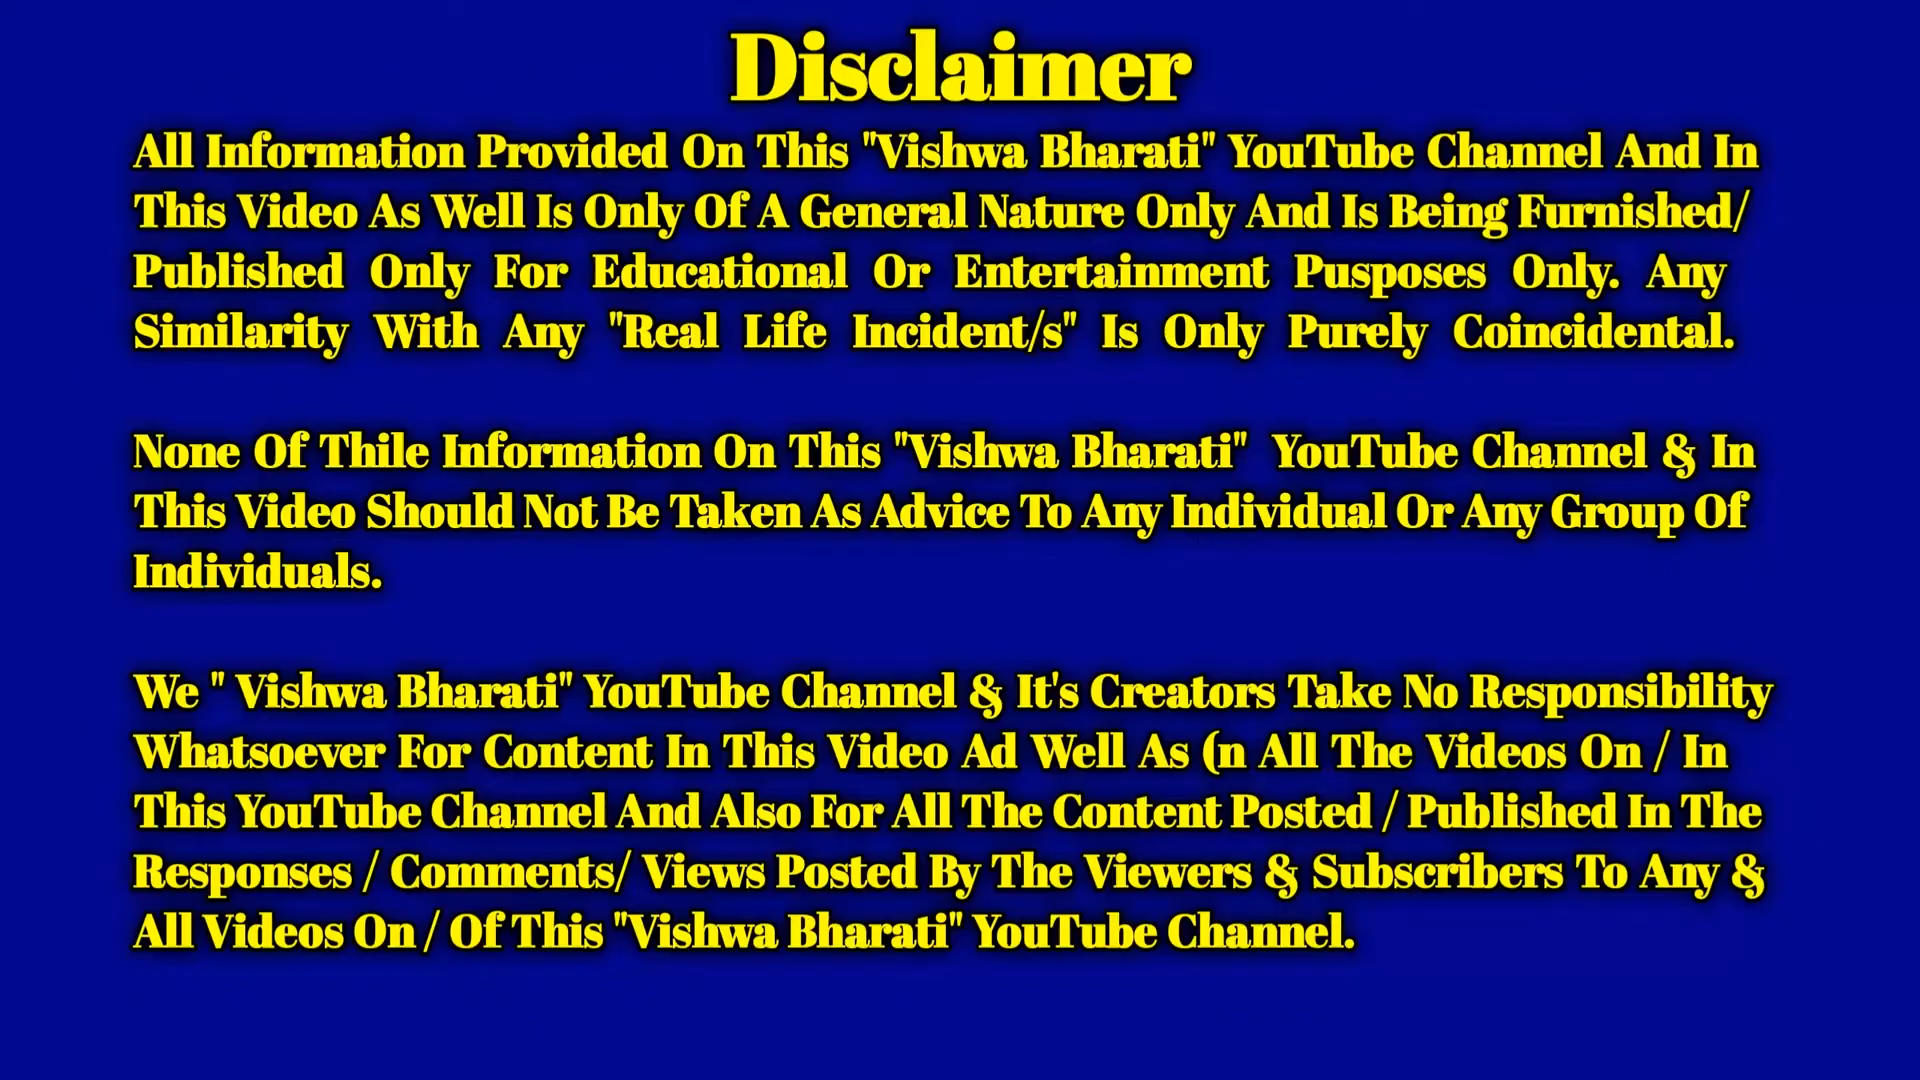 Disclaimer
All Information Provided On This "Vishwa Bharati" YouTube Channel And In
This Video As Well Is Only Of A General Nature Only And Is Being Furnished/
Published Only For Educational Or Entertainment Pusposes Only. Any
Similarity With Any "Real Life Incident/s" Is Only Purely Coincidental.
None Of Thile Information On This "Vishwa Bharati" YouTube Channel & In
This Video Should Not Be Taken As Advice To Any Individual Or Any Group Of
Individuals.
We " Vishwa Bharati" YouTube Channel & It's Creators Take No Responsibility
Whatsoever For Content In This Video Ad Well As (n All The Videos On / In
This YouTube Channel And Also For All The Content Posted / Published In The
Responses / Comments/ Views Posted By The Viewers & Subscribers To Any &
All Videos On / Of This "Vishwa Bharati" YouTube Channel.